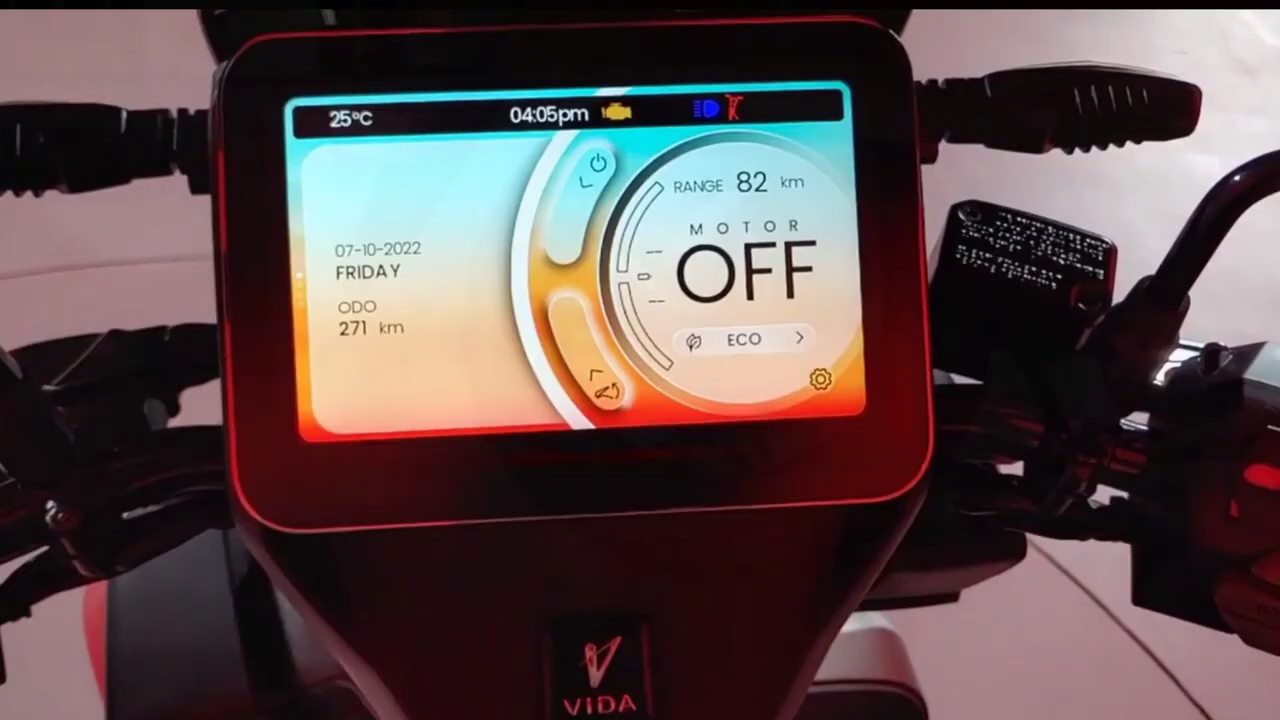 25°C 04:05pm
RANGE 82 km
MOTOR
OFF
ECO
07-10-2022
FRIDAY
ODO
271 km
VIDA